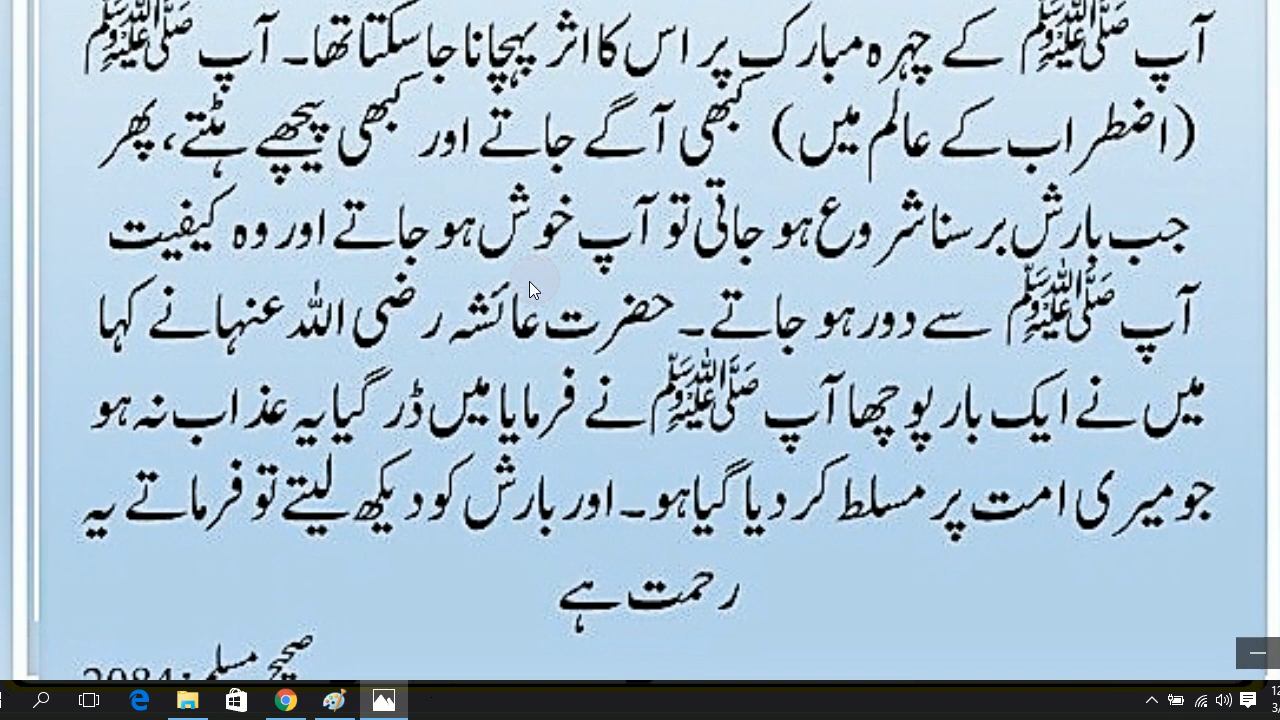 آپ ﷺ کے چہرہ مبارک پر اس کا اثر پہچانا جا سکتا تھا۔ آپ ﷺ
(اضطراب کے عالم میں) کبھی آگے جاتے اور کبھی پیچھے ہٹتے، پھر
جب بارش برسنا شروع ہو جاتی تو آپ خوش ہو جاتے اور وہ کیفیت
آپ ﷺ سے دور ہو جاتے۔ حضرت عائشہ رضی اللہ عنہا نے کہا
میں نے ایک بار پوچھا آپ ﷺ نے فرمایا میں ڈر گیا یہ عذاب نہ ہو
جو میری امت پر مسلط کر دیا گیا ہو۔ اور بارش کو دیکھ لیتے تو فرماتے یہ
رحمت ہے
صحیح مسلم: 2084